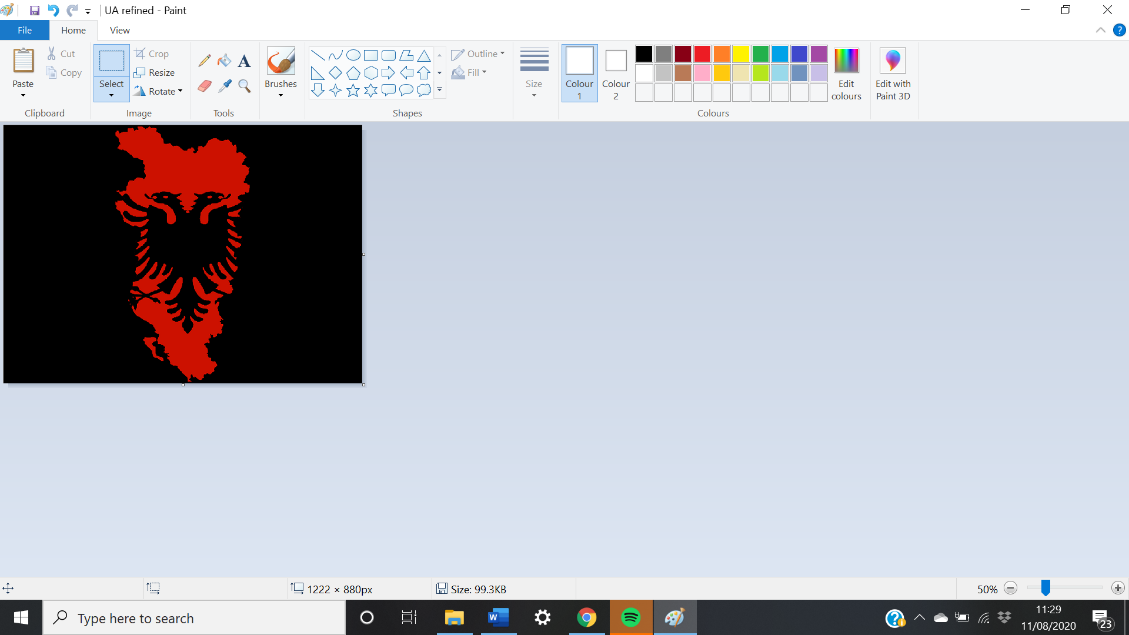 UA refined - Paint
File Home View
Paste
Cut
Copy
Clipboard
Select
Crop
Resize
Rotate
Image
A
Tools
Brushes
Outline
Fill
Shapes
Size
Colour 1
Colour 2
Edit colours
Edit with Paint 3D
Colours
1222 × 880px
Size: 99.3KB
50%
Type here to search
11:29
11/08/2020
23